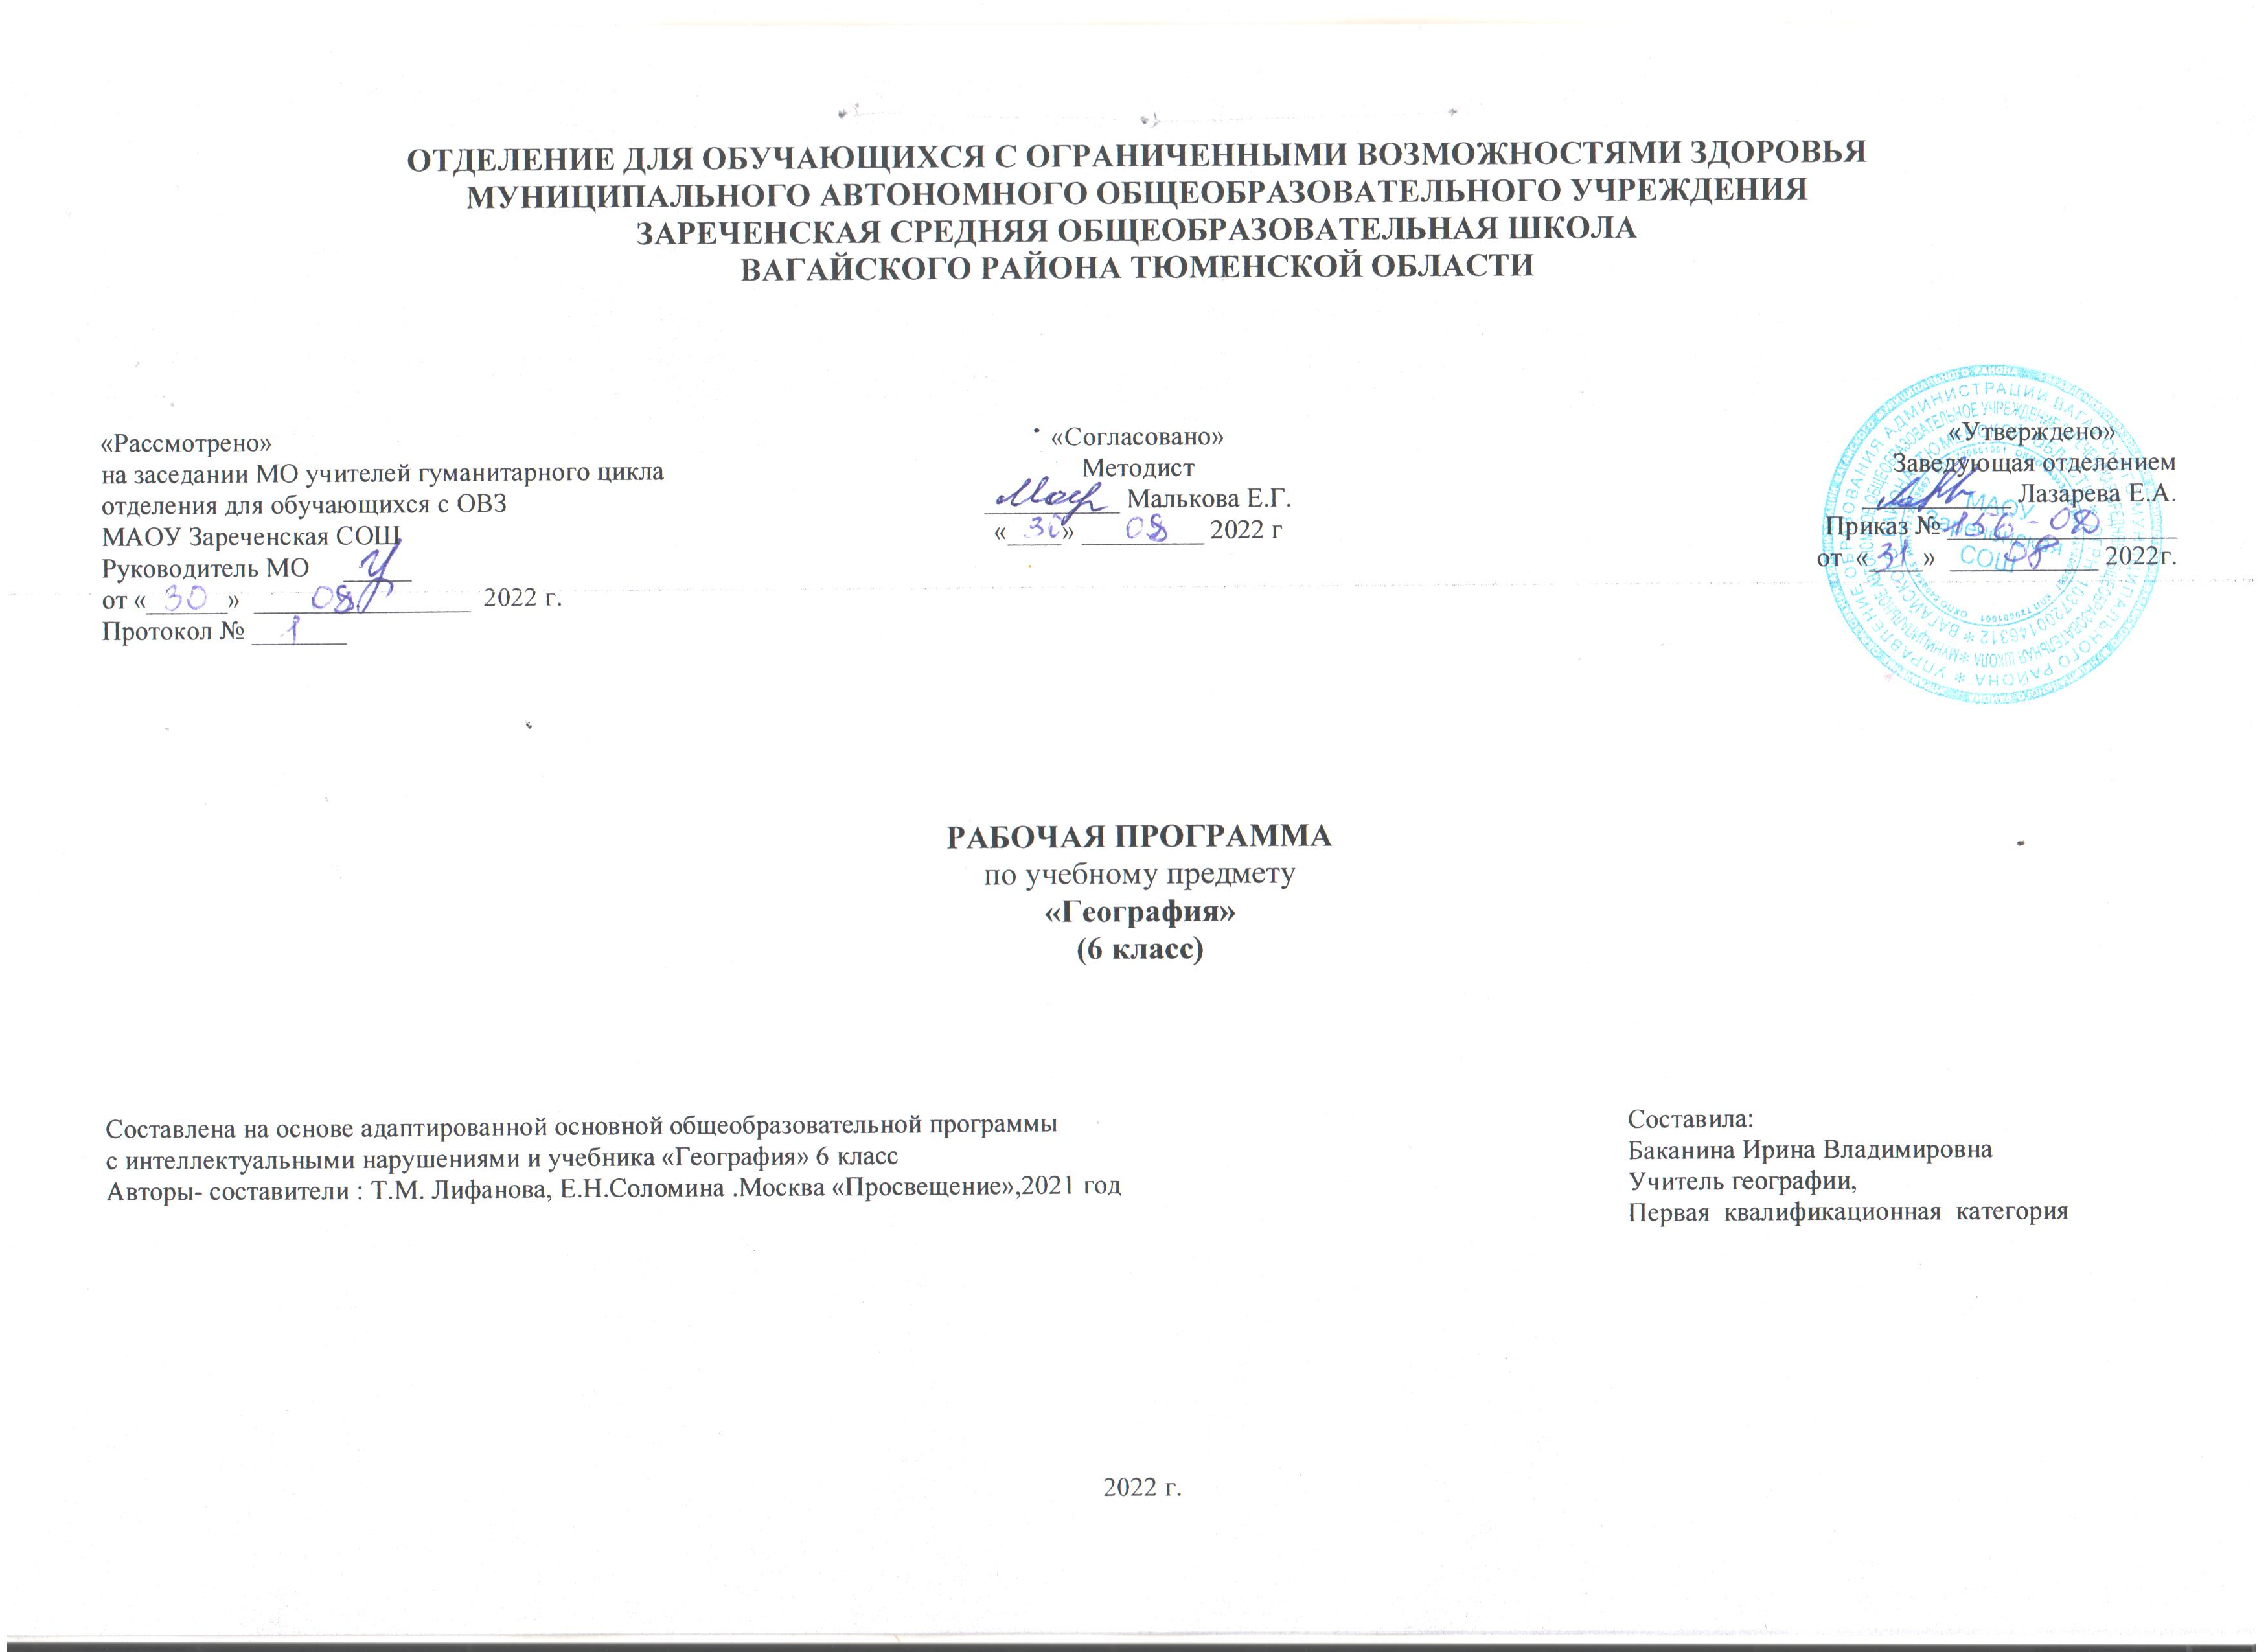 ОТДЕЛЕНИЕ ДЛЯ ОБУЧАЮЩИХСЯ С ОГРАНИЧЕННЫМИ ВОЗМОЖНОСТЯМИ ЗДОРОВЬЯ
МУНИЦИПАЛЬНОГО АВТОНОМНОГО ОБЩЕОБРАЗОВАТЕЛЬНОГО УЧРЕЖДЕНИЯ
ЗАРЕЧЕНСКАЯ СРЕДНЯЯ ОБЩЕОБРАЗОВАТЕЛЬНАЯ ШКОЛА
ВАГАЙСКОГО РАЙОНА ТЮМЕНСКОЙ ОБЛАСТИ
«Рассмотрено»
на заседании МО учителей гуманитарного цикла
отделения для обучающихся с ОВЗ
МАОУ Зареченская СОШ
Руководитель МО
от « 30 » 08 2022 г.
Протокол № 1
«Согласовано»
Методист
Малькова Е.Г.
« 30 » 08 2022 г
«Утверждено»
Заведующая отделением
Лазарева Е.А.
Приказ № 156-ОД
от « 31 » 08 2022г.
МАОУ
Зареченская
СОШ
РАБОЧАЯ ПРОГРАММА
по учебному предмету
«География»
(6 класс)
Составлена на основе адаптированной основной общеобразовательной программы
с интеллектуальными нарушениями и учебника «География» 6 класс
Авторы- составители : Т.М. Лифанова, Е.Н.Соломина .Москва «Просвещение»,2021 год
Составила:
Баканина Ирина Владимировна
Учитель географии,
Первая квалификационная категория
2022 г.